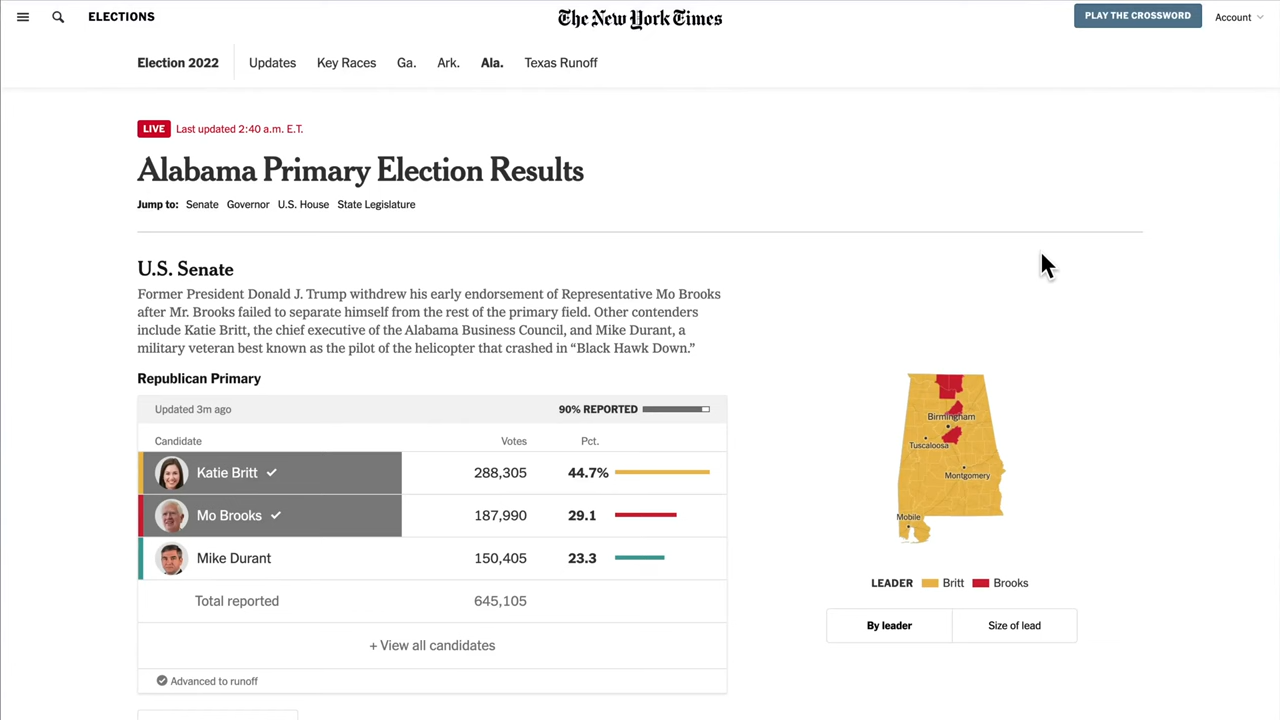 ELECTIONS
The New York Times
PLAY THE CROSSWORD
Account
Election 2022
Updates
Key Races
Ga.
Ark.
Ala.
Texas Runoff
LIVE
Last updated 2:40 a.m. E.T.
Alabama Primary Election Results
Jump to: Senate Governor U.S. House State Legislature
U.S. Senate
Former President Donald J. Trump withdrew his early endorsement of Representative Mo Brooks
after Mr. Brooks failed to separate himself from the rest of the primary field. Other contenders
include Katie Britt, the chief executive of the Alabama Business Council, and Mike Durant, a
military veteran best known as the pilot of the helicopter that crashed in “Black Hawk Down.”
Republican Primary
Updated 3m ago
90% REPORTED
Candidate Votes Pct.
Katie Britt 288,305 44.7%
Mo Brooks 187,990 29.1
Mike Durant 150,405 23.3
Total reported 645,105
+ View all candidates
Advanced to runoff
Birmingham
Tuscaloosa
Montgomery
Mobile
LEADER Britt Brooks
By leader
Size of lead